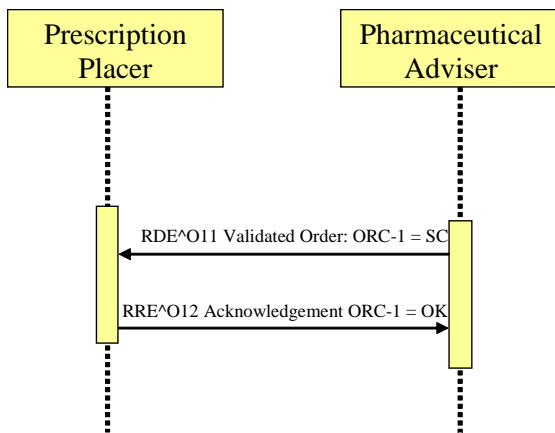 Prescription
Placer
Pharmaceutical
Adviser
RDE^O11 Validated Order: ORC-1 = SC
RRE^O12 Acknowledgement ORC-1 = OK